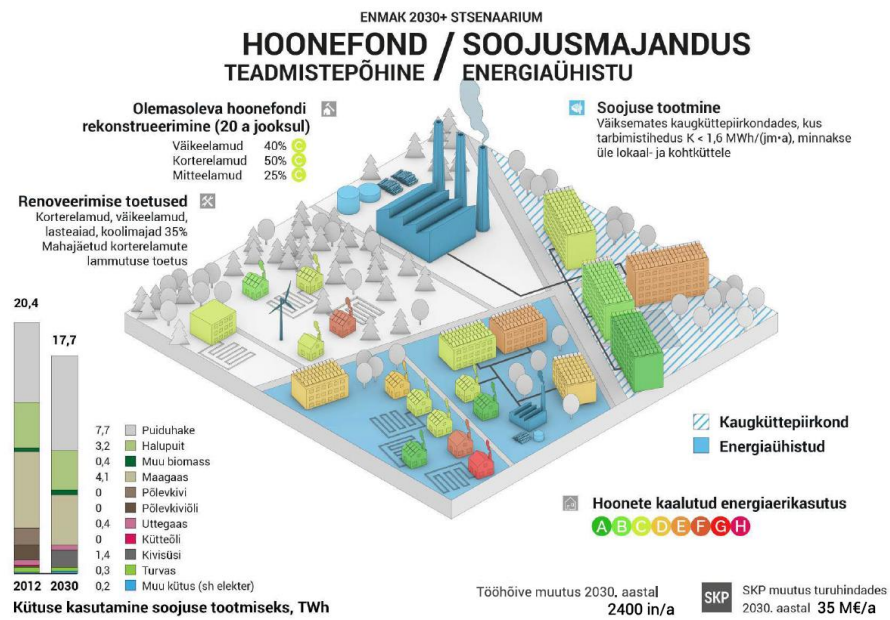 ENMAK 2030+ STSENAARIUM
HOONEFOND / SOOJUSMAJANDUS
TEADMISTEPÕHINE / ENERGIAÜHISTU
Olemasoleva hoonefondi
rekonstrueerimine (20 a jooksul)
Väikeelamud 40% C
Korterelamud 50% C
Mitteelamud 25% C
Renoveerimise toetused
Korterelamud, väikeelamud,
lasteaiad, koolimajad 35%
Mahajäetud korterelamute
lammutuse toetus
Soojuse tootmine
Väiksemates kaugküttepiirkondades, kus
tarbimistihedus K < 1,6 MWh/(jm•a), minnakse
üle lokaal- ja kohtküttele
20,4
17,7
7,7 Puiduhake
3,2 Halupuit
0,4 Muu biomass
4,1 Maagaas
0 Põlevkivi
0 Põlevkiviõli
0,4 Uttegaas
0 Kütteõli
1,4 Kivisüsi
0,3 Turvas
0,2 Muu kütus (sh elekter)
2012 2030
Kütuse kasutamine soojuse tootmiseks, TWh
Kaugküttepiirkond
Energiaühistud
Hoonete kaalutud energiaerikasutus
A B C D E F G H
Tööhõive muutus 2030. aastal
2400 in/a
SKP
SKP muutus turuhindades
2030. aastal 35 M€/a